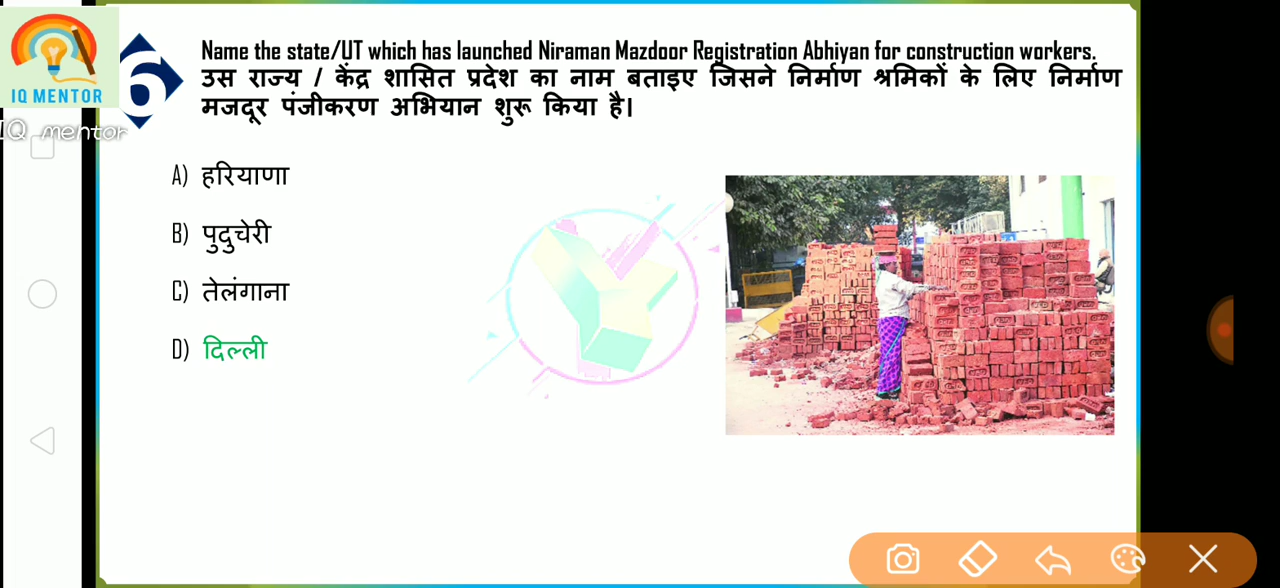 IQ MENTOR
IQ mentor
6
Name the state/UT which has launched Niraman Mazdoor Registration Abhiyan for construction workers.
उस राज्य / केंद्र शासित प्रदेश का नाम बताइए जिसने निर्माण श्रमिकों के लिए निर्माण
मजदूर पंजीकरण अभियान शुरू किया है।
A) हरियाणा
B) पुदुचेरी
C) तेलंगाना
D) दिल्ली